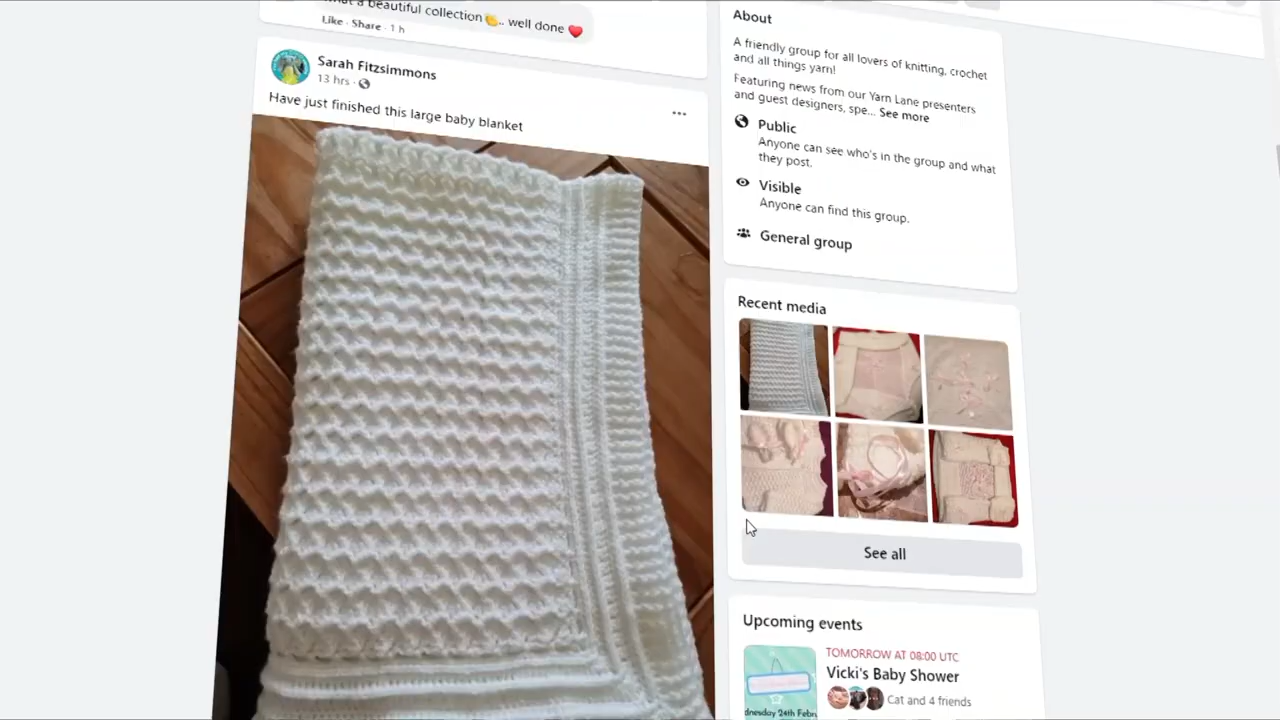 a beautiful collection👏.. well done ❤️
Like · Share · 1 h
Sarah Fitzsimmons
13 hrs ·
Have just finished this large baby blanket
About
A friendly group for all lovers of knitting, crochet
and all things yarn!
Featuring news from our Yarn Lane presenters
and guest designers, spe... See more
Public
Anyone can see who's in the group and what
they post.
Visible
Anyone can find this group.
General group
Recent media
See all
Upcoming events
TOMORROW AT 08:00 UTC
Vicki's Baby Shower
Cat and 4 friends
24th